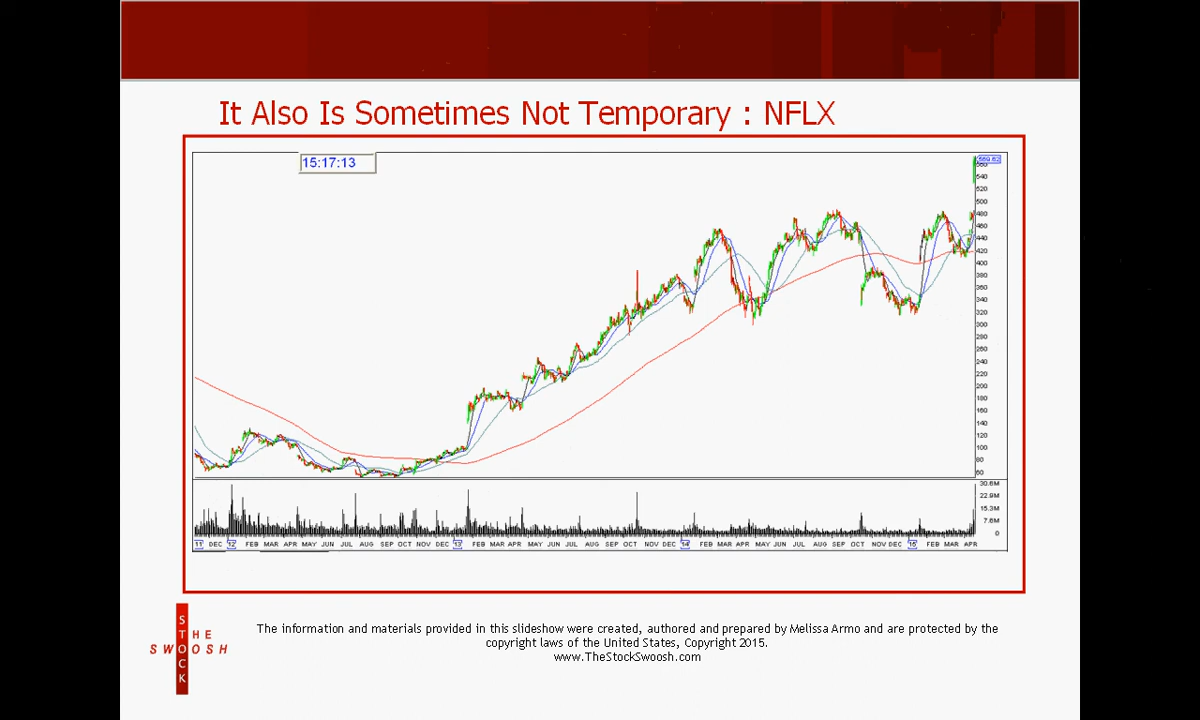 It Also Is Sometimes Not Temporary : NFLX
15:17:13
569.62
560
540
520
500
480
460
440
420
400
380
360
340
320
300
280
260
240
220
200
180
160
140
120
100
80
60
30.6M
22.9M
15.3M
7.6M
0
11 DEC 12 FEB MAR APR MAY JUN JUL AUG SEP OCT NOV DEC 13 FEB MAR APR MAY JUN JUL AUG SEP OCT NOV DEC 14 FEB MAR APR MAY JUN JUL AUG SEP OCT NOV DEC 15 FEB MAR APR
STOCK
THE
SWOOSH
The information and materials provided in this slideshow were created, authored and prepared by Melissa Armo and are protected by the
copyright laws of the United States, Copyright 2015.
www.TheStockSwoosh.com